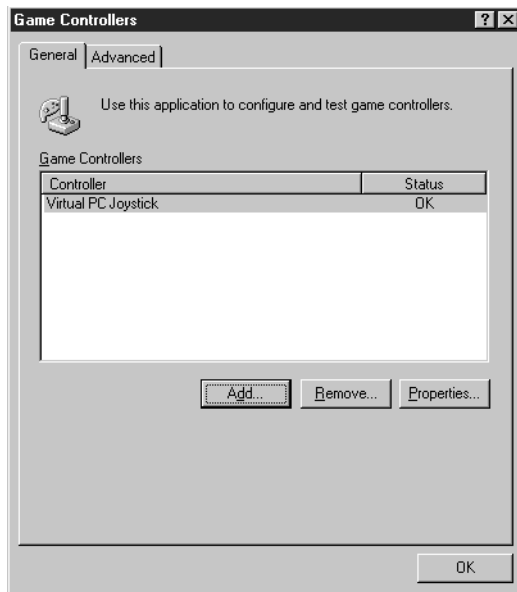 Game Controllers
General Advanced
Use this application to configure and test game controllers.
Game Controllers
Controller Status
Virtual PC Joystick OK
Add... Remove... Properties...
OK